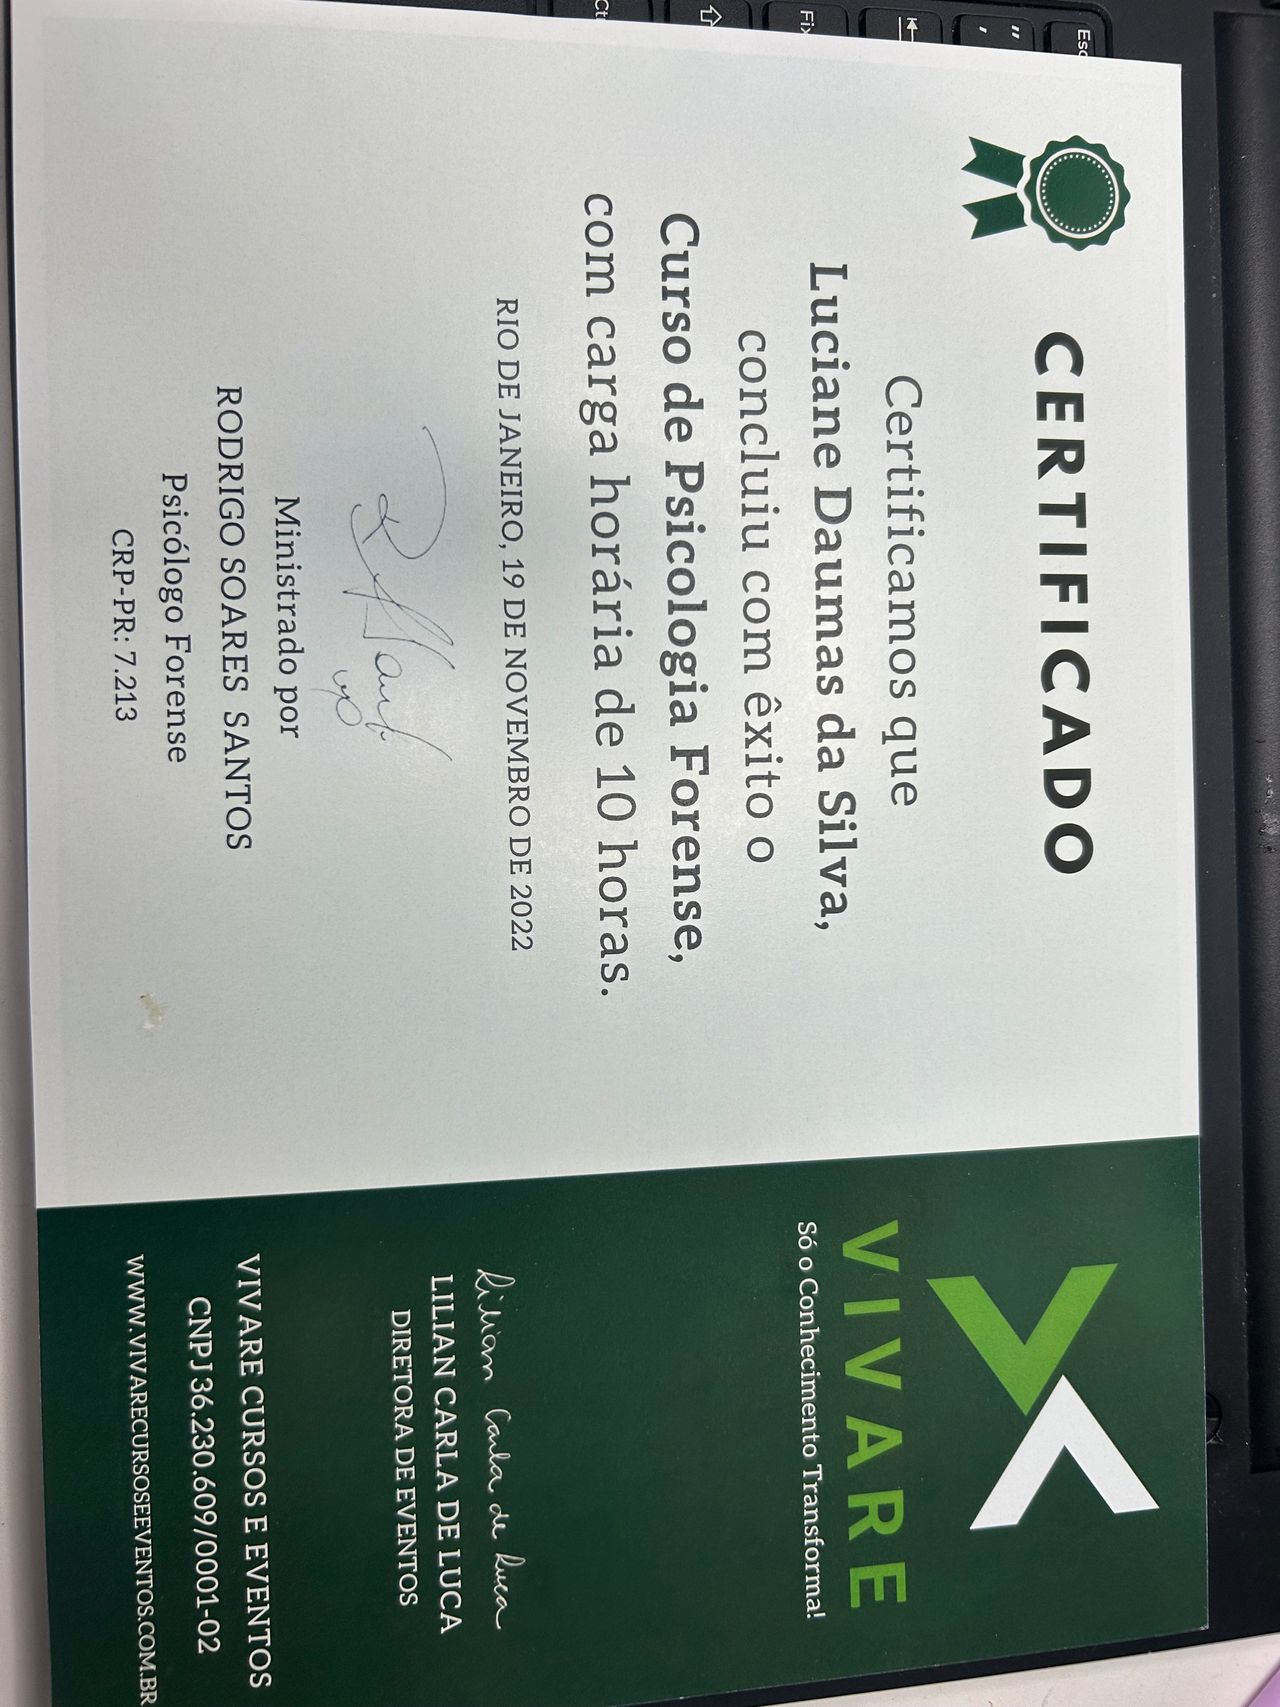 CERTIFICADO
Certificamos que
Luciane Daumas da Silva,
concluiu com êxito o
Curso de Psicologia Forense,
com carga horária de 10 horas.
RIO DE JANEIRO, 19 DE NOVEMBRO DE 2022
Ministrado por
RODRIGO SOARES SANTOS
Psicólogo Forense
CRP-PR: 7.213
VIVARE
Só o Conhecimento Transforma!
Lilian Carla de Luca
LILIAN CARLA DE LUCA
DIRETORA DE EVENTOS
VIVARE CURSOS E EVENTOS
CNPJ 36.230.609/0001-02
WWW.VIVARECURSOSEEVENTOS.COM.BR
Esc
Fix
Ct